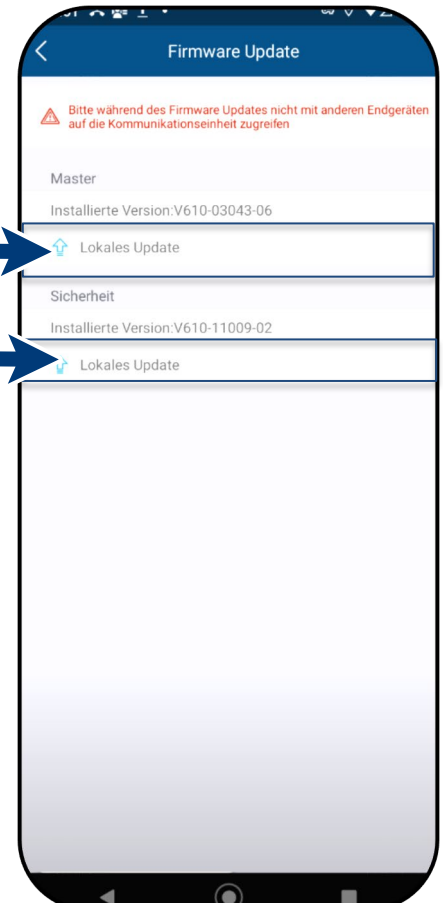 Firmware Update
Bitte während des Firmware Updates nicht mit anderen Endgeräten
auf die Kommunikationseinheit zugreifen
Master
Installierte Version:V610-03043-06
Lokales Update
Sicherheit
Installierte Version:V610-11009-02
Lokales Update